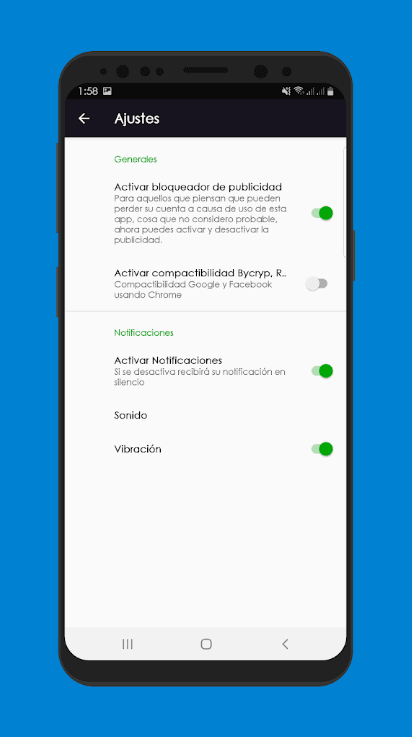 1:58
Ajustes
Generales
Activar bloqueador de publicidad
Para aquellos que piensan que pueden
perder su cuenta a causa de uso de esta
app, cosa que no considero probable,
ahora puedes activar y desactivar la
publicidad.
Activar compactibilidad Bycryp, R..
Compactibilidad Google y Facebook
usando Chrome
Notificaciones
Activar Notificaciones
Si se desactiva recibirá su notificación en
silencio
Sonido
Vibración